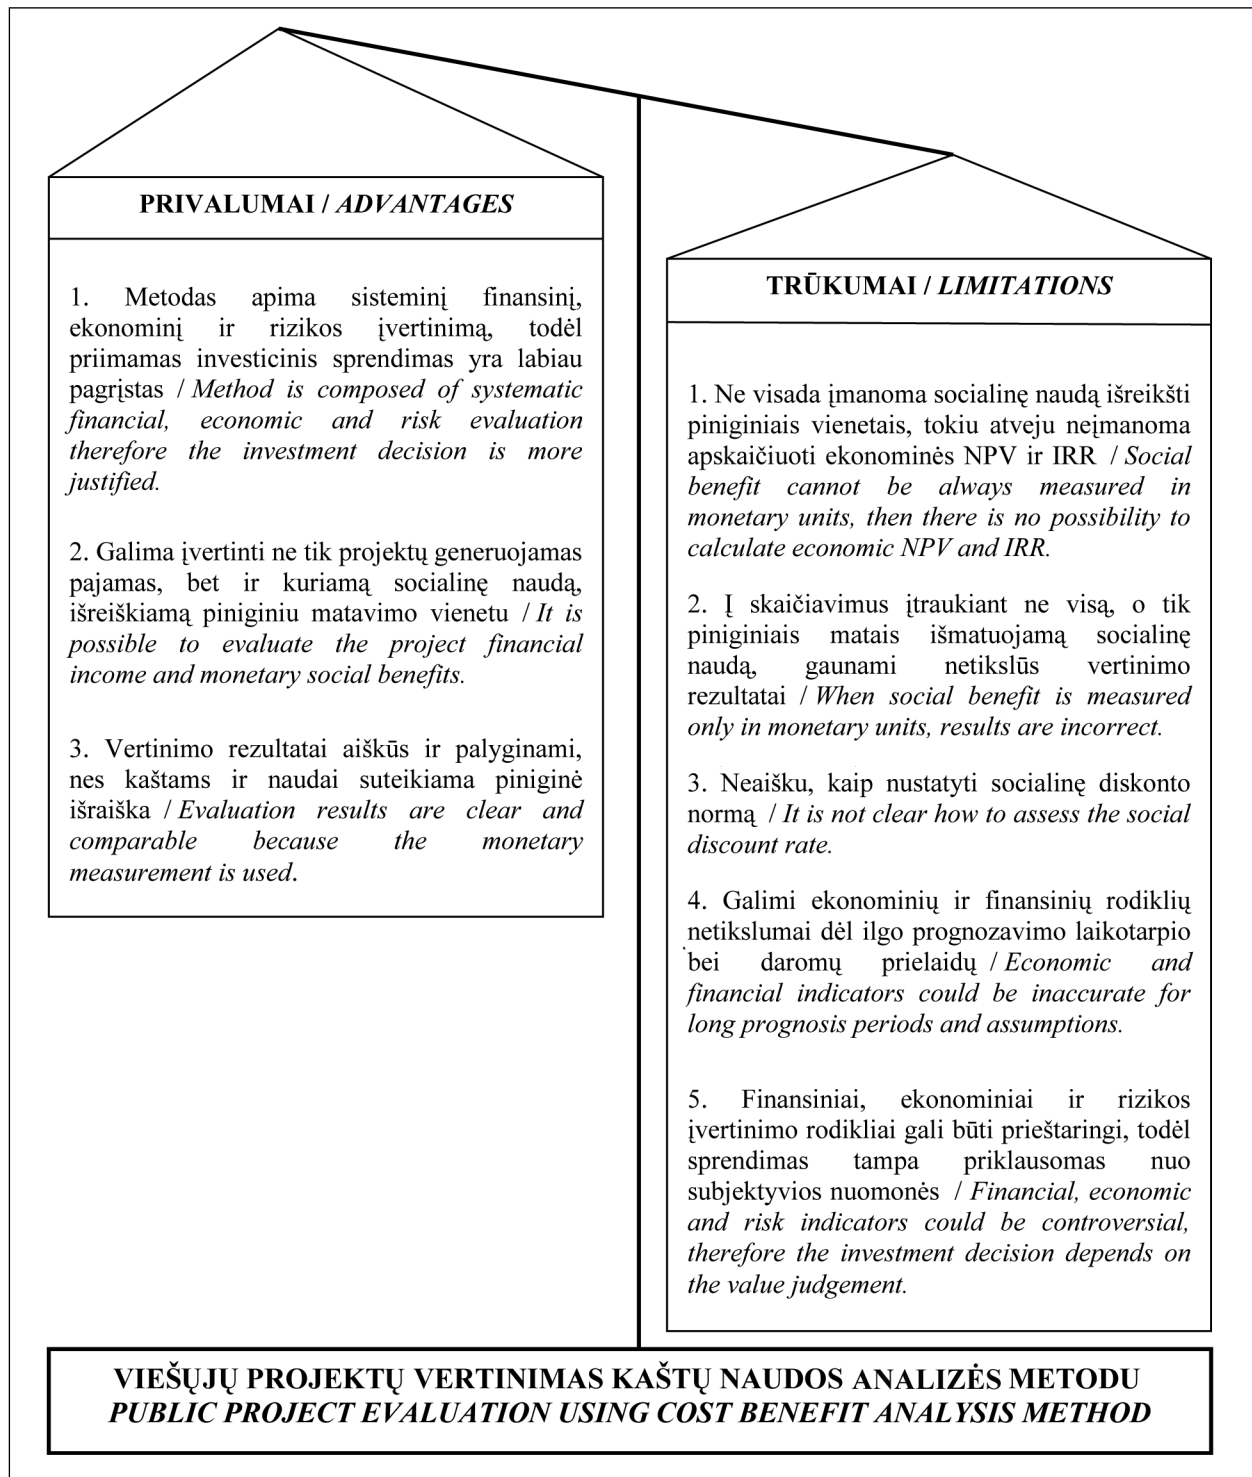 PRIVALUMAI / ADVANTAGES
1. Metodas apima sisteminį finansinį,
ekonominį ir rizikos įvertinimą, todėl
priimamas investicinis sprendimas yra labiau
pagrįstas / Method is composed of systematic
financial, economic and risk evaluation
therefore the investment decision is more
justified.
2. Galima įvertinti ne tik projektų generuojamas
pajamas, bet ir kuriamą socialinę naudą,
išreiškiamą piniginiu matavimo vienetu / It is
possible to evaluate the project financial
income and monetary social benefits.
3. Vertinimo rezultatai aiškūs ir palyginami,
nes kaštams ir naudai suteikiama piniginė
išraiška / Evaluation results are clear and
comparable because the monetary
measurement is used.
TRŪKUMAI / LIMITATIONS
1. Ne visada įmanoma socialinę naudą išreikšti
piniginiais vienetais, tokiu atveju neįmanoma
apskaičiuoti ekonominės NPV ir IRR / Social
benefit cannot be always measured in
monetary units, then there is no possibility to
calculate economic NPV and IRR.
2. Į skaičiavimus įtraukiant ne visą, o tik
piniginiais matais išmatuojamą socialinę
naudą, gaunami netikslūs vertinimo
rezultatai / When social benefit is measured
only in monetary units, results are incorrect.
3. Neaišku, kaip nustatyti socialinę diskonto
normą / It is not clear how to assess the social
discount rate.
4. Galimi ekonominių ir finansinių rodiklių
netikslumai dėl ilgo prognozavimo laikotarpio
bei daromų prielaidų / Economic and
financial indicators could be inaccurate for
long prognosis periods and assumptions.
5. Finansiniai, ekonominiai ir rizikos
įvertinimo rodikliai gali būti prieštaringi, todėl
sprendimas tampa priklausomas nuo
subjektyvios nuomonės / Financial, economic
and risk indicators could be controversial,
therefore the investment decision depends on
the value judgement.
VIEŠŲJŲ PROJEKTŲ VERTINIMAS KAŠTŲ NAUDOS ANALIZĖS METODU
PUBLIC PROJECT EVALUATION USING COST BENEFIT ANALYSIS METHOD